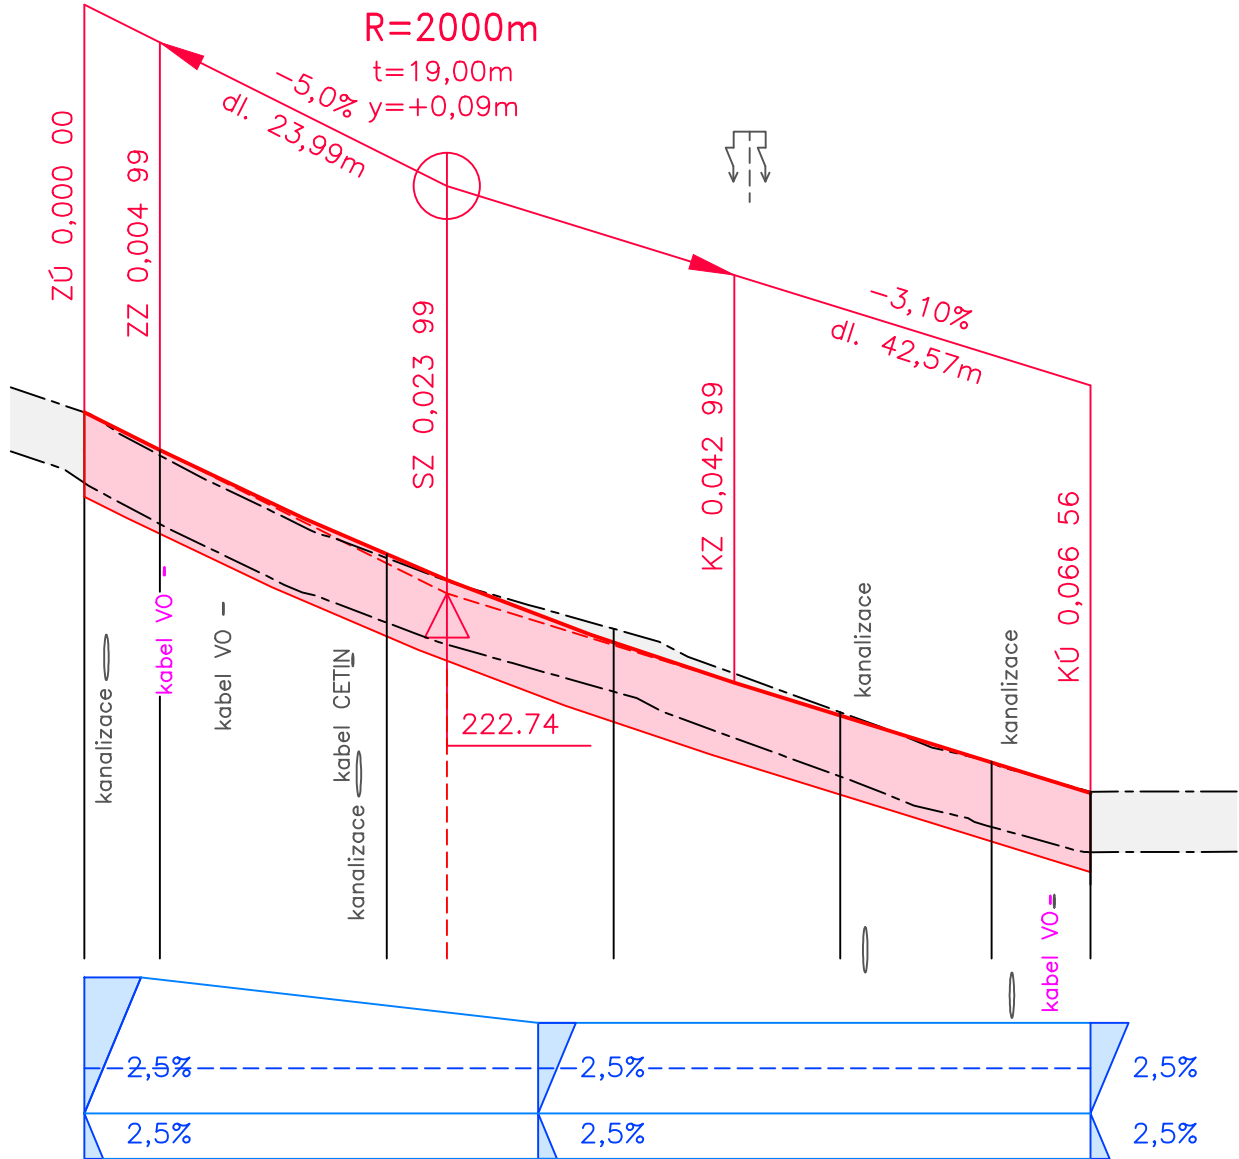 R=2000m
t=19,00m
y=+0,09m
-5,0%
dl. 23,99m
ZÚ 0,000 00
ZZ 0,004 99
SZ 0,023 99
-3,10%
dl. 42,57m
KZ 0,042 99
KÚ 0,066 56
kanalizace
kabel VO
kabel VO
kabel CETIN
kanalizace
222.74
kanalizace
kanalizace
kabel VO
2,5%
2,5%
2,5%
2,5%
2,5%
2,5%